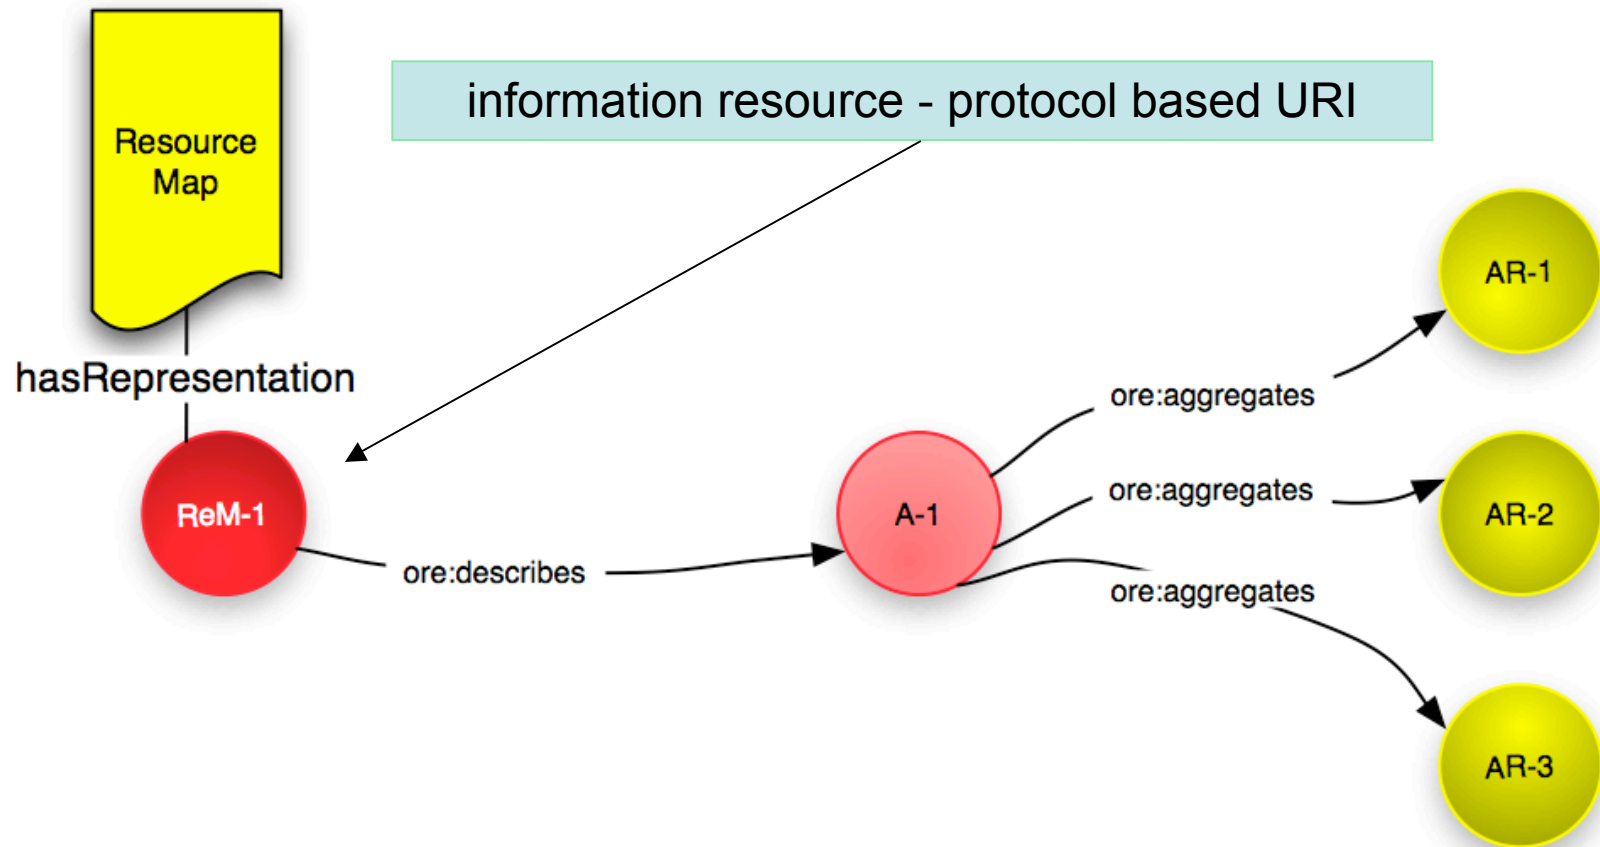 Resource
Map
information resource - protocol based URI
hasRepresentation
ReM-1
ore:describes
A-1
ore:aggregates
ore:aggregates
ore:aggregates
AR-1
AR-2
AR-3